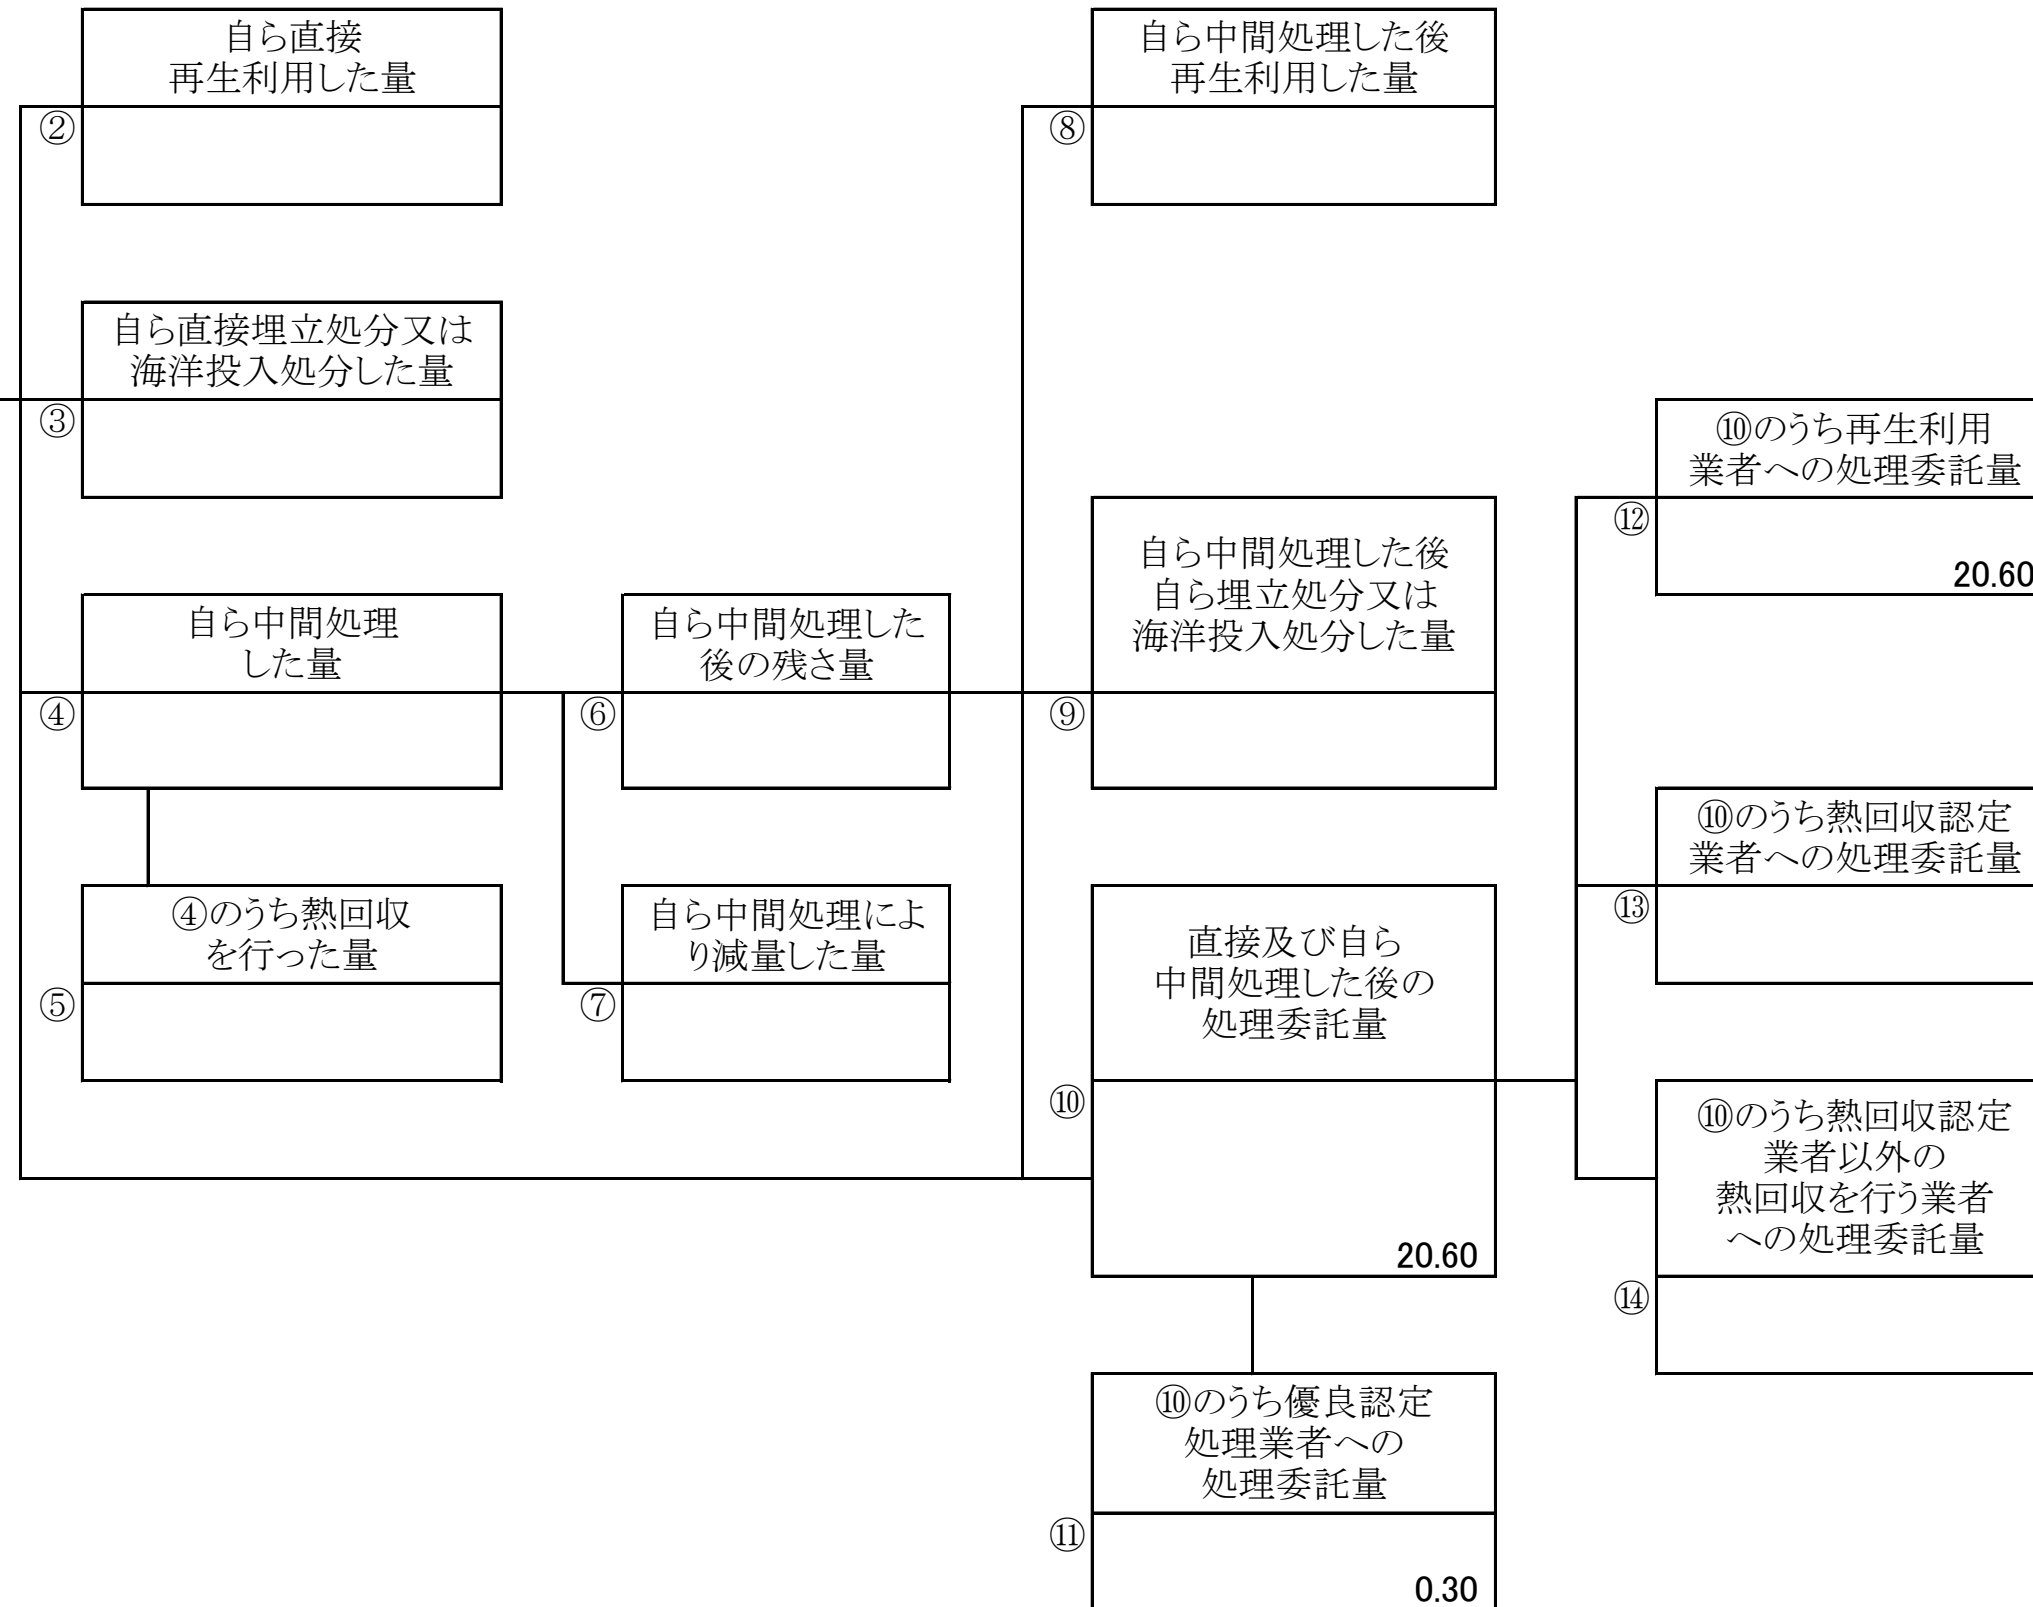 自ら直接
再生利用した量
②
自ら直接埋立処分又は
海洋投入処分した量
③
自ら中間処理
した量
④
④のうち熱回収
を行った量
⑤
自ら中間処理した
後の残さ量
⑥
自ら中間処理によ
り減量した量
⑦
自ら中間処理した後
再生利用した量
⑧
自ら中間処理した後
自ら埋立処分又は
海洋投入処分した量
⑨
直接及び自ら
中間処理した後の
処理委託量
⑩
20.60
⑩のうち優良認定
処理業者への
処理委託量
⑪
0.30
⑩のうち再生利用
業者への処理委託量
⑫
20.60
⑩のうち熱回収認定
業者への処理委託量
⑬
⑩のうち熱回収認定
業者以外の
熱回収を行う業者
への処理委託量
⑭